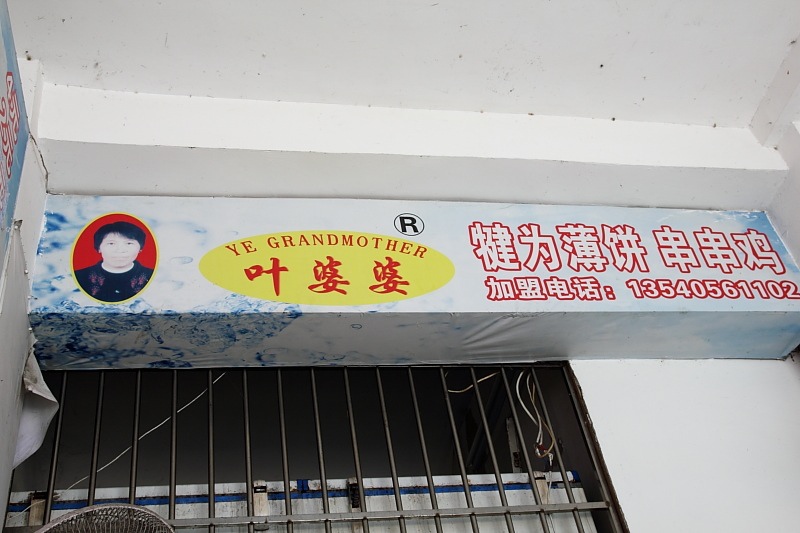 ®
YE GRANDMOTHER
叶婆婆
犍为薄饼 串串鸡
加盟电话：13540561102